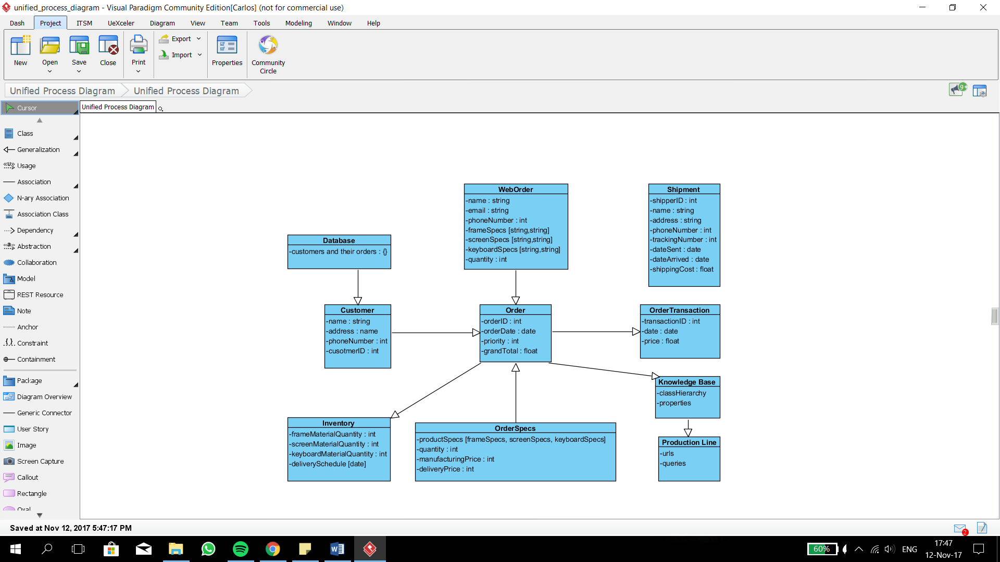 unified_process_diagram - Visual Paradigm Community Edition[Carlos] (not for commercial use)
Dash Project ITSM UeXceler Diagram View Team Tools Modeling Window Help
New
Open
Save
Close
Print
Export
Import
Properties
Community
Circle
Unified Process Diagram Unified Process Diagram
9+
Cursor
Unified Process Diagram
Class
Generalization
Usage
Association
N-ary Association
Association Class
Dependency
Abstraction
Collaboration
Model
REST Resource
Note
Anchor
Constraint
Containment
Package
Diagram Overview
Generic Connector
User Story
Image
Screen Capture
Callout
Rectangle
Oval
Database
-customers and their orders : {}
WebOrder
-name : string
-email : string
-phoneNumber : int
-frameSpecs [string,string]
-screenSpecs [string,string]
-keyboardSpecs [string,string]
-quantity : int
Shipment
-shipperID : int
-name : string
-address : string
-phoneNumber : int
-trackingNumber : int
-dateSent : date
-dateArrived : date
-shippingCost : float
Customer
-name : string
-address : name
-phoneNumber : int
-cusotmerID : int
Order
-orderID : int
-orderDate : date
-priority : int
-grandTotal : float
OrderTransaction
-transactionID : int
-date : date
-price : float
Knowledge Base
-classHierarchy
-properties
Inventory
-frameMaterialQuantity : int
-screenMaterialQuantity : int
-keyboardMaterialQuantity : int
-deliverySchedule [date]
OrderSpecs
-productSpecs [frameSpecs, screenSpecs, keyboardSpecs]
-quantity : int
-manufacturingPrice : int
-deliveryPrice : int
Production Line
-urls
-queries
Saved at Nov 12, 2017 5:47:17 PM
2
60%
ENG
17:47
12-Nov-17